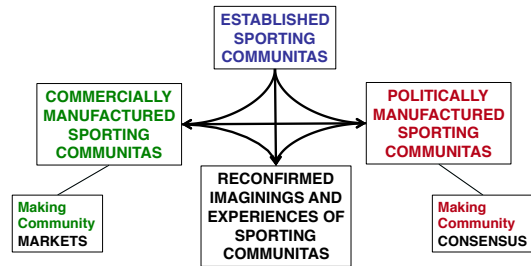 ESTABLISHED
SPORTING
COMMUNITAS
COMMERCIALLY
MANUFACTURED
SPORTING
COMMUNITAS
POLITICALLY
MANUFACTURED
SPORTING
COMMUNITAS
RECONFIRMED
IMAGININGS AND
EXPERIENCES OF
SPORTING
COMMUNITAS
Making
Community
MARKETS
Making
Community
CONSENSUS